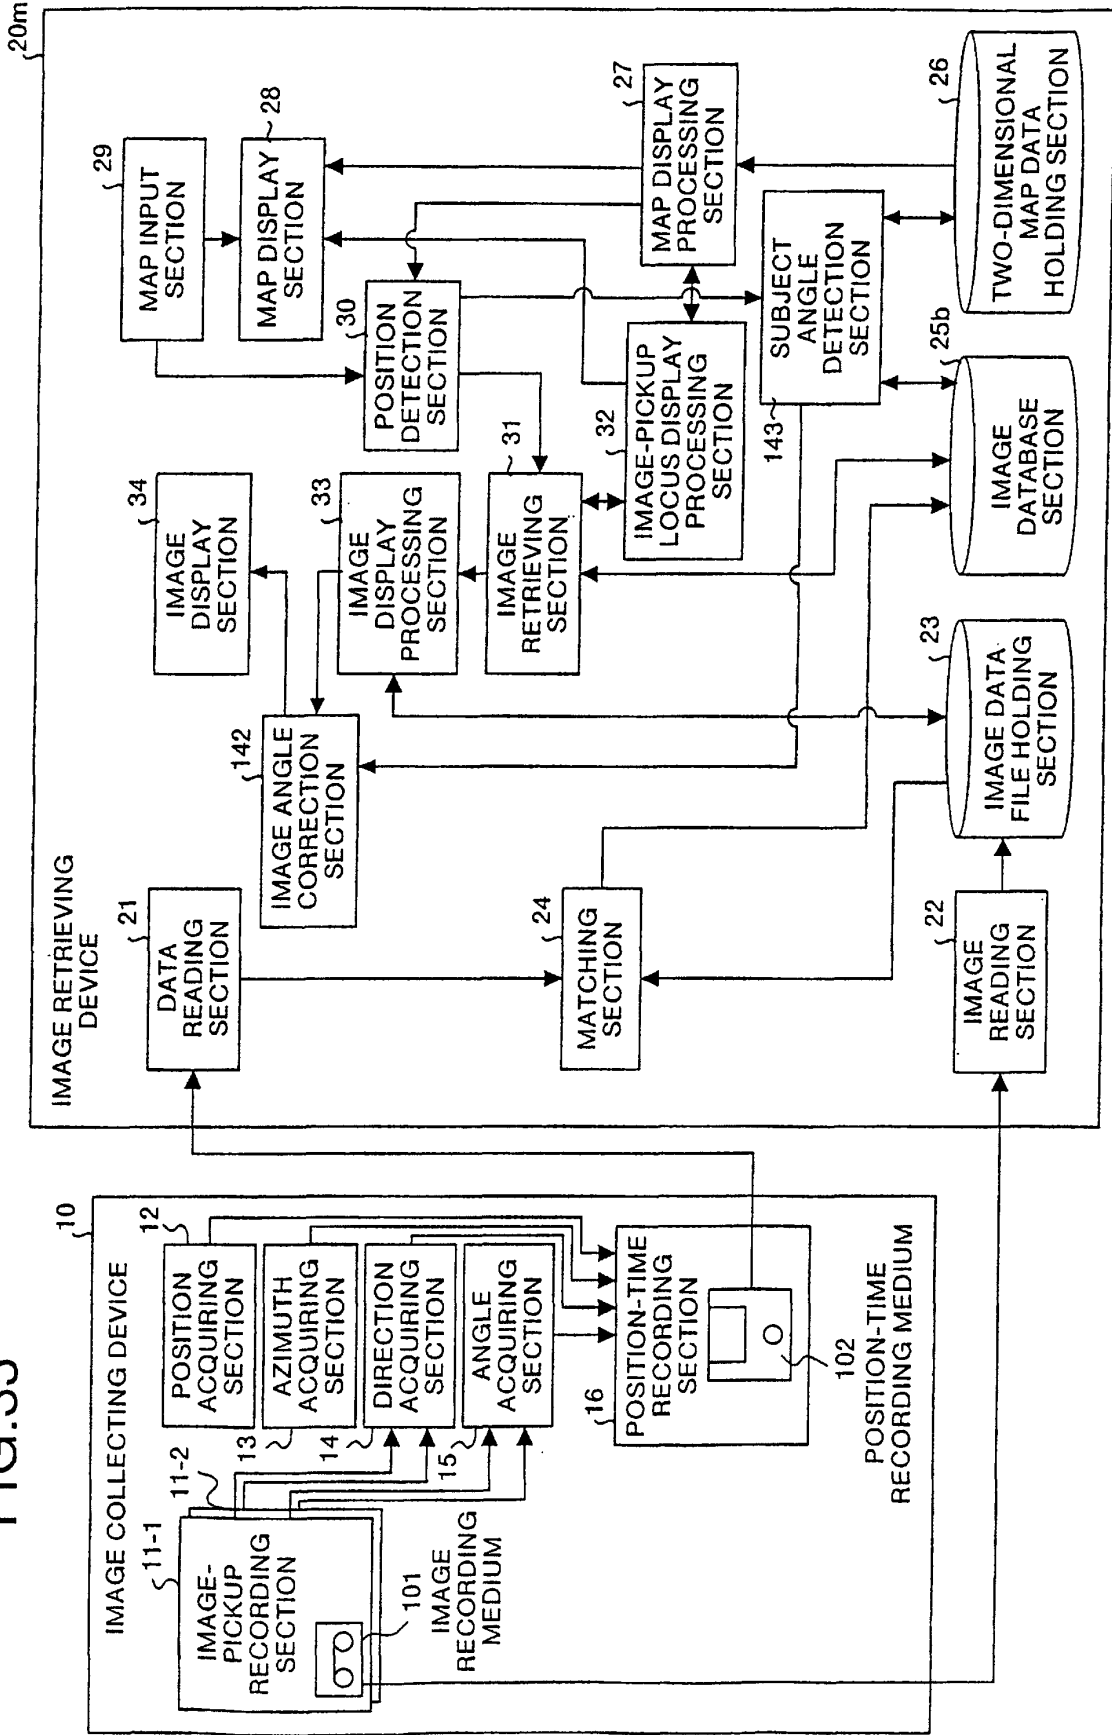 IMAGE COLLECTING DEVICE
10
11-1
11-2
IMAGE-
PICKUP
RECORDING
SECTION
101
IMAGE
RECORDING
MEDIUM
12
POSITION
ACQUIRING
SECTION
13
AZIMUTH
ACQUIRING
SECTION
14
DIRECTION
ACQUIRING
SECTION
15
ANGLE
ACQUIRING
SECTION
16
POSITION-TIME
RECORDING
SECTION
102
POSITION-TIME
RECORDING MEDIUM
20m
IMAGE RETRIEVING
DEVICE
21
DATA
READING
SECTION
142
IMAGE ANGLE
CORRECTION
SECTION
34
IMAGE
DISPLAY
SECTION
29
MAP INPUT
SECTION
28
MAP DISPLAY
SECTION
33
IMAGE
DISPLAY
PROCESSING
SECTION
30
POSITION
DETECTION
SECTION
31
IMAGE
RETRIEVING
SECTION
24
MATCHING
SECTION
32
IMAGE-PICKUP
LOCUS DISPLAY
PROCESSING
SECTION
27
MAP DISPLAY
PROCESSING
SECTION
143
SUBJECT
ANGLE
DETECTION
SECTION
22
IMAGE
READING
SECTION
23
IMAGE DATA
FILE HOLDING
SECTION
25b
IMAGE
DATABASE
SECTION
26
TWO-DIMENSIONAL
MAP DATA
HOLDING SECTION